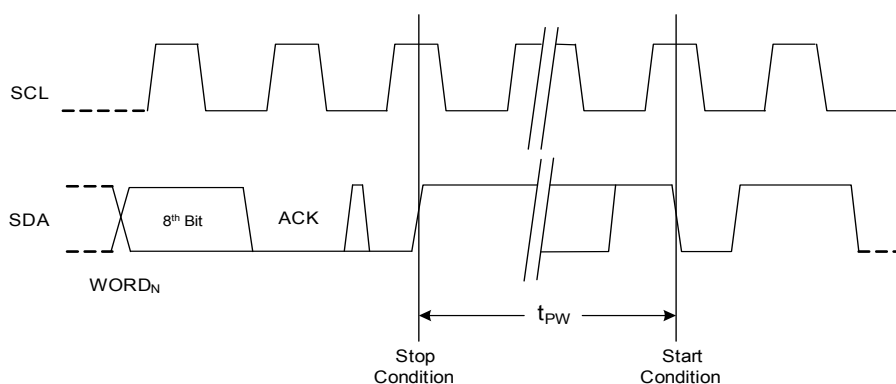 SCL
SDA
8th Bit
ACK
WORDN
tPW
Stop
Condition
Start
Condition